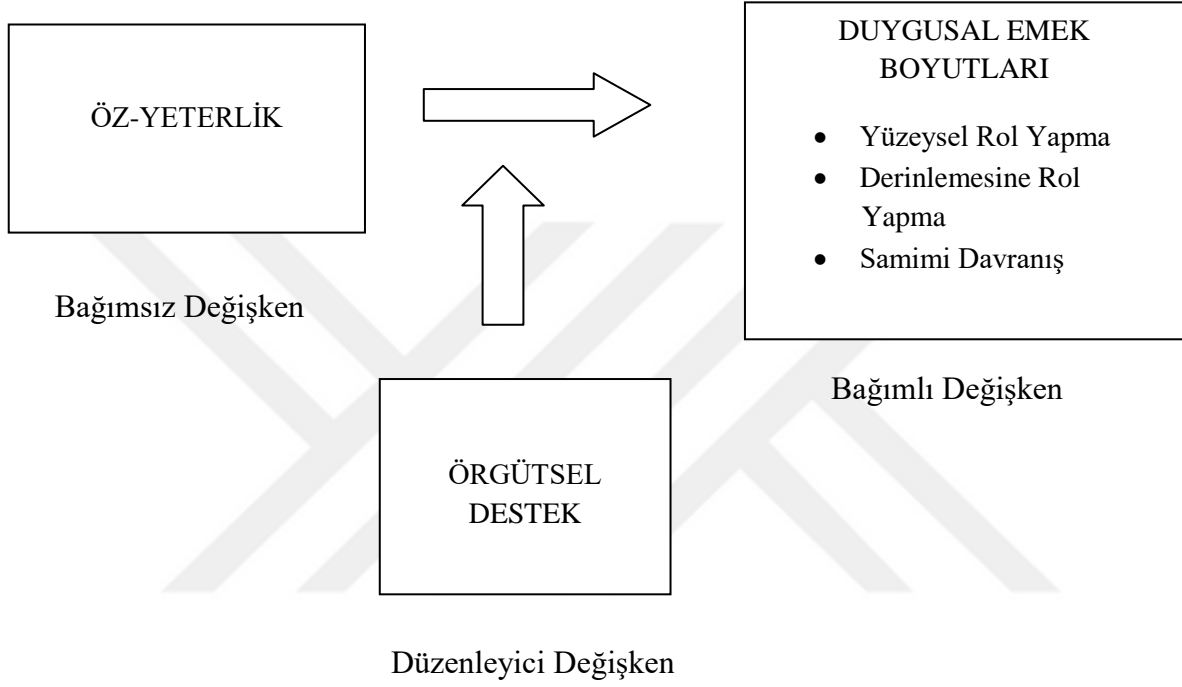 ÖZ-YETERLİK
Bağımsız Değişken
DUYGUSAL EMEK
BOYUTLARI
• Yüzeysel Rol Yapma
• Derinlemesine Rol
Yapma
• Samimi Davranış
Bağımlı Değişken
ÖRGÜTSEL
DESTEK
Düzenleyici Değişken